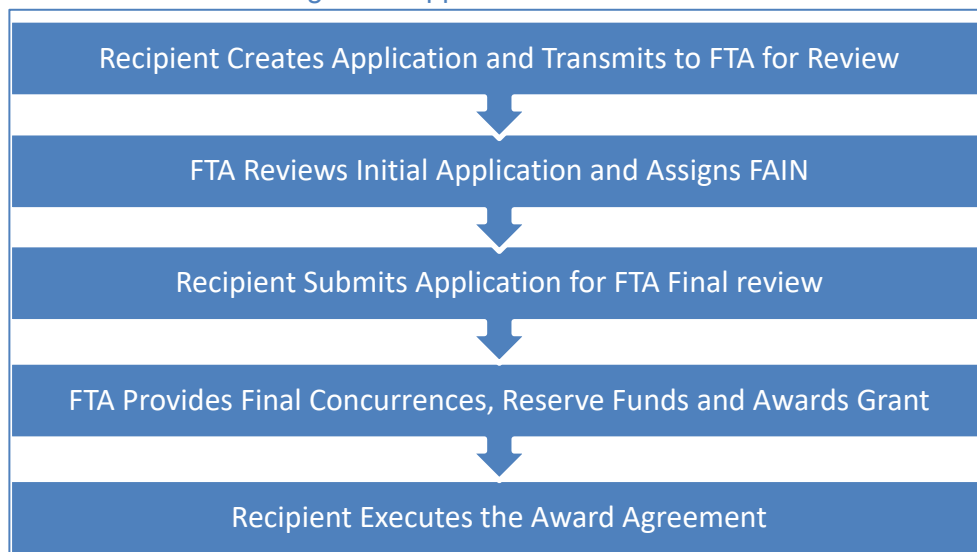 Recipient Creates Application and Transmits to FTA for Review
FTA Reviews Initial Application and Assigns FAIN
Recipient Submits Application for FTA Final review
FTA Provides Final Concurrences, Reserve Funds and Awards Grant
Recipient Executes the Award Agreement